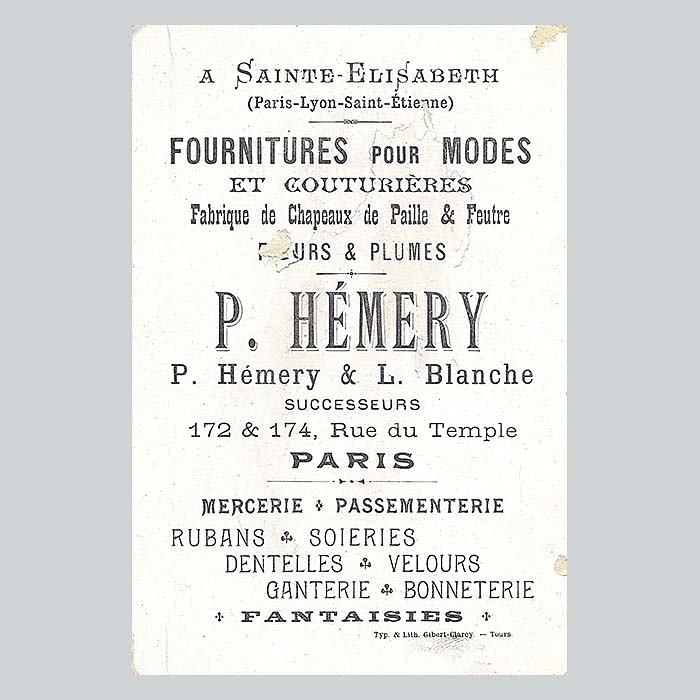 A SAINTE-ELISABETH
(Paris-Lyon-Saint-Étienne)
FOURNITURES POUR MODES
ET COUTURIÈRES
Fabrique de Chapeaux de Paille & Feutre
& PLUMES
P. HÉMERY
P. Hémery & L. Blanche
SUCCESSEURS
172 & 174, Rue du Temple
PARIS
MERCERIE PASSEMENTERIE
RUBANS SOIERIES
DENTELLES VELOURS
GANTERIE BONNETERIE
FANTAISIES
Typ. & Lith. Gibert-Clarey. — Tours